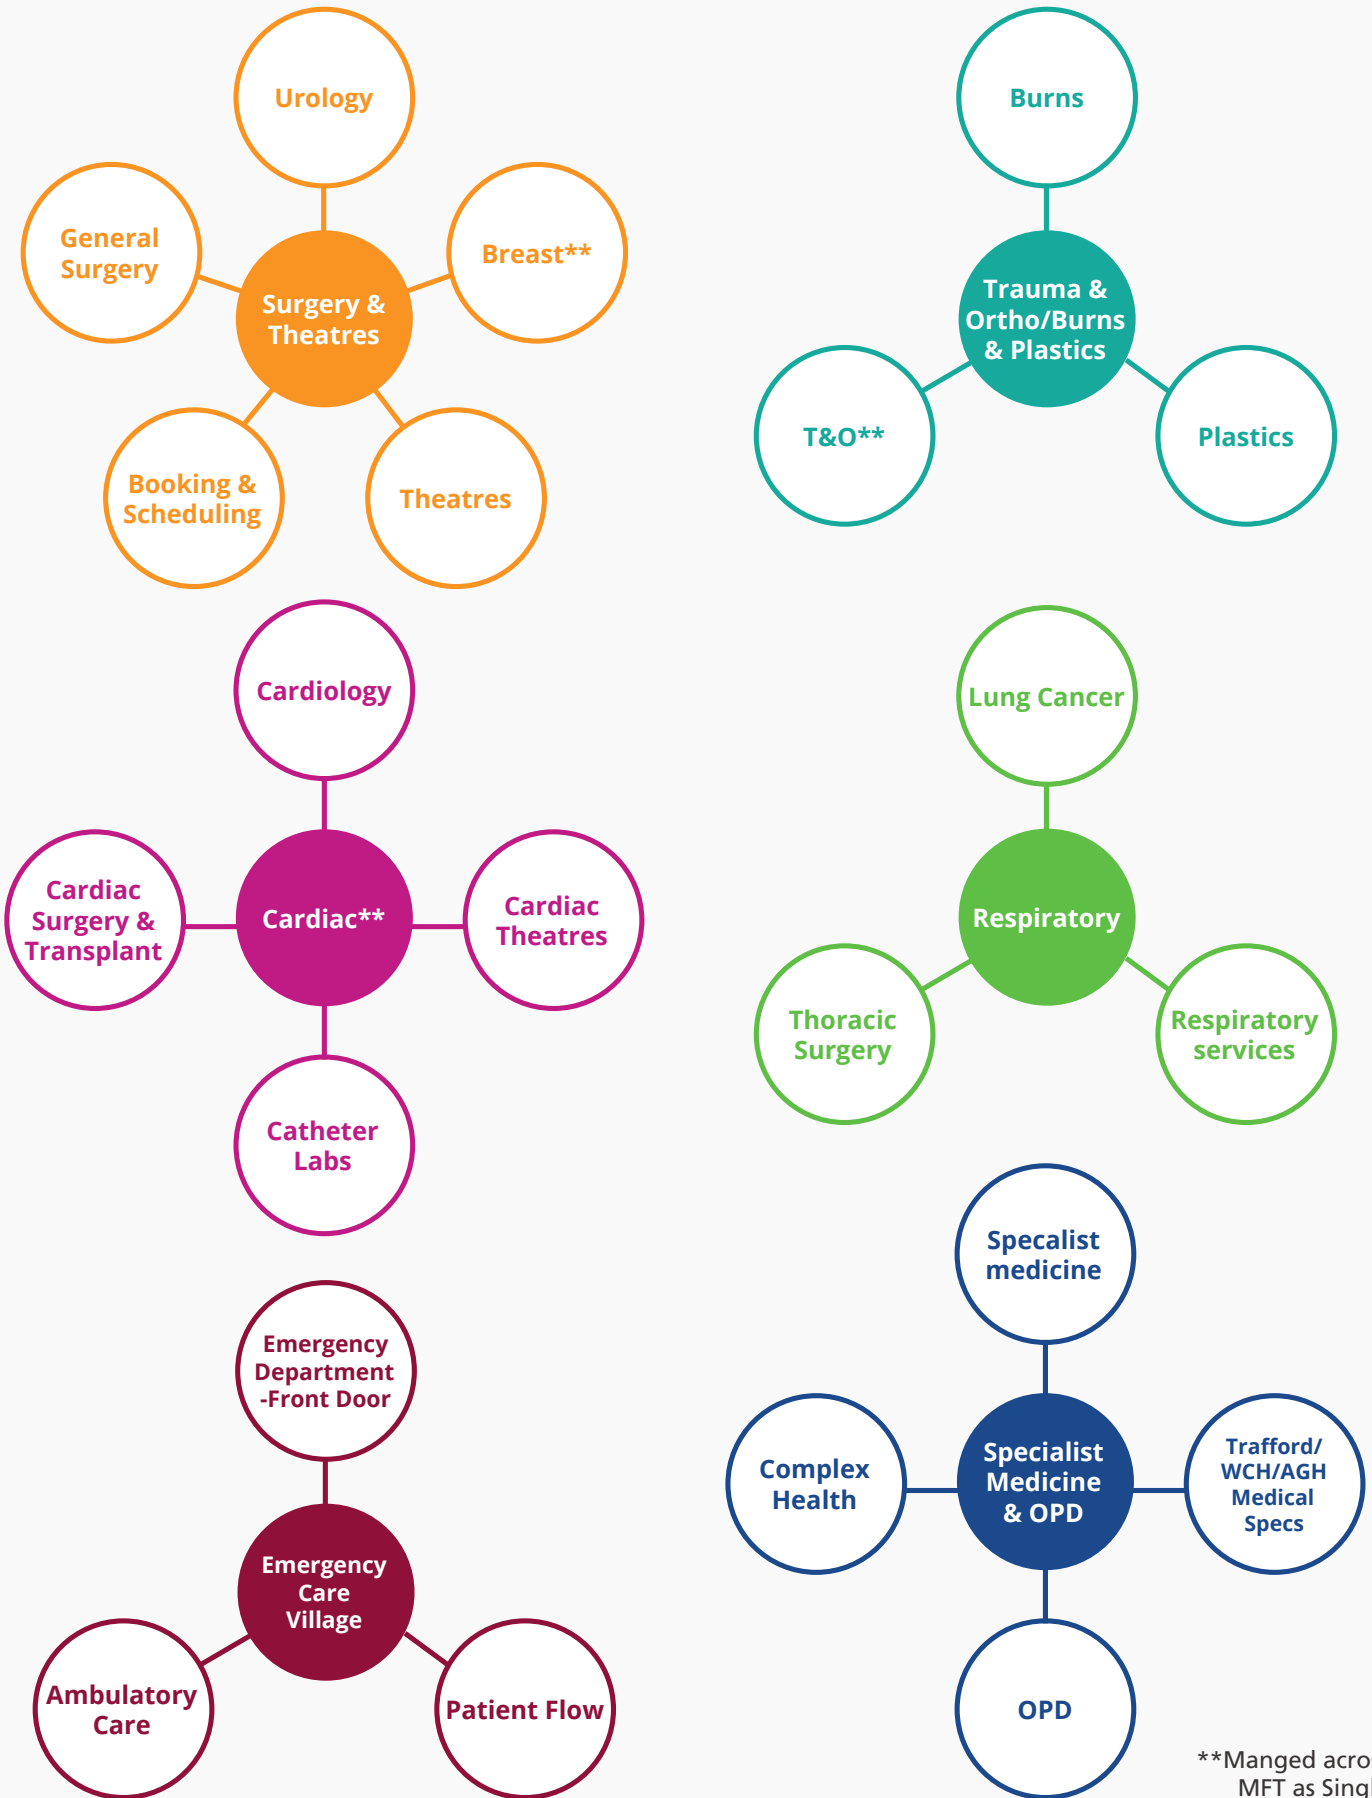 Urology
General
Surgery
Breast**
Surgery &
Theatres
Booking &
Scheduling
Theatres
Burns
Trauma &
Ortho/Burns
& Plastics
T&O**
Plastics
Cardiology
Cardiac
Surgery &
Transplant
Cardiac**
Cardiac
Theatres
Catheter
Labs
Lung Cancer
Respiratory
Thoracic
Surgery
Respiratory
services
Emergency
Department
-Front Door
Emergency
Care
Village
Ambulatory
Care
Patient Flow
Specalist
medicine
Complex
Health
Specialist
Medicine
& OPD
Trafford/
WCH/AGH
Medical
Specs
OPD
**Manged
MFT as